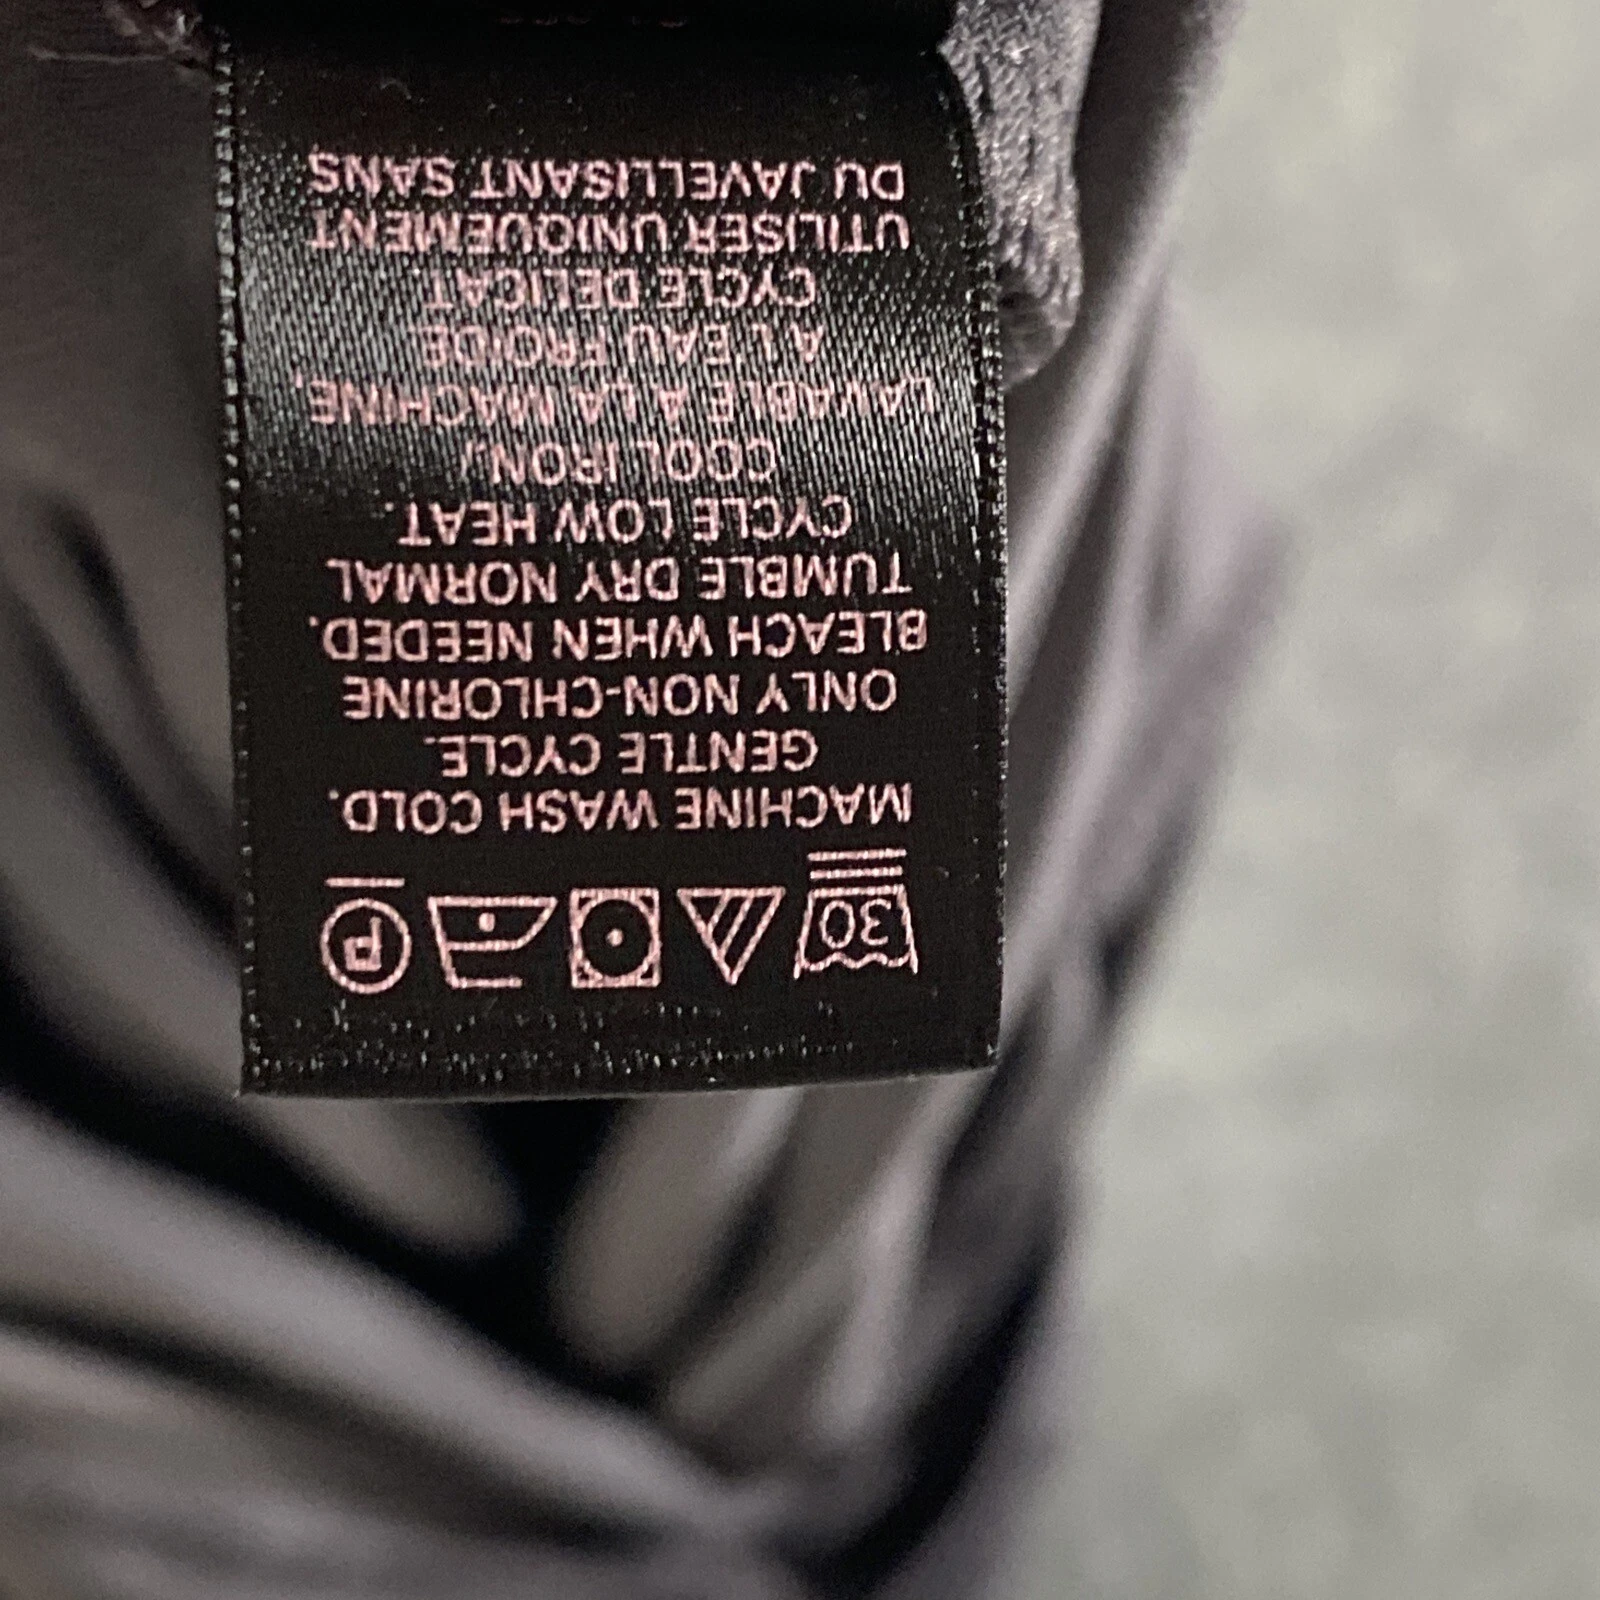 30 P
MACHINE WASH COLD.
GENTLE CYCLE.
ONLY NON-CHLORINE
BLEACH WHEN NEEDED.
TUMBLE DRY NORMAL
CYCLE LOW HEAT.
COOL IRON/
LAVABLE A LA MACHINE,
A L'EAU FROIDE
CYCLE DELICAT
UTILISER UNIQUEMENT
DU JAVELLISANT SANS